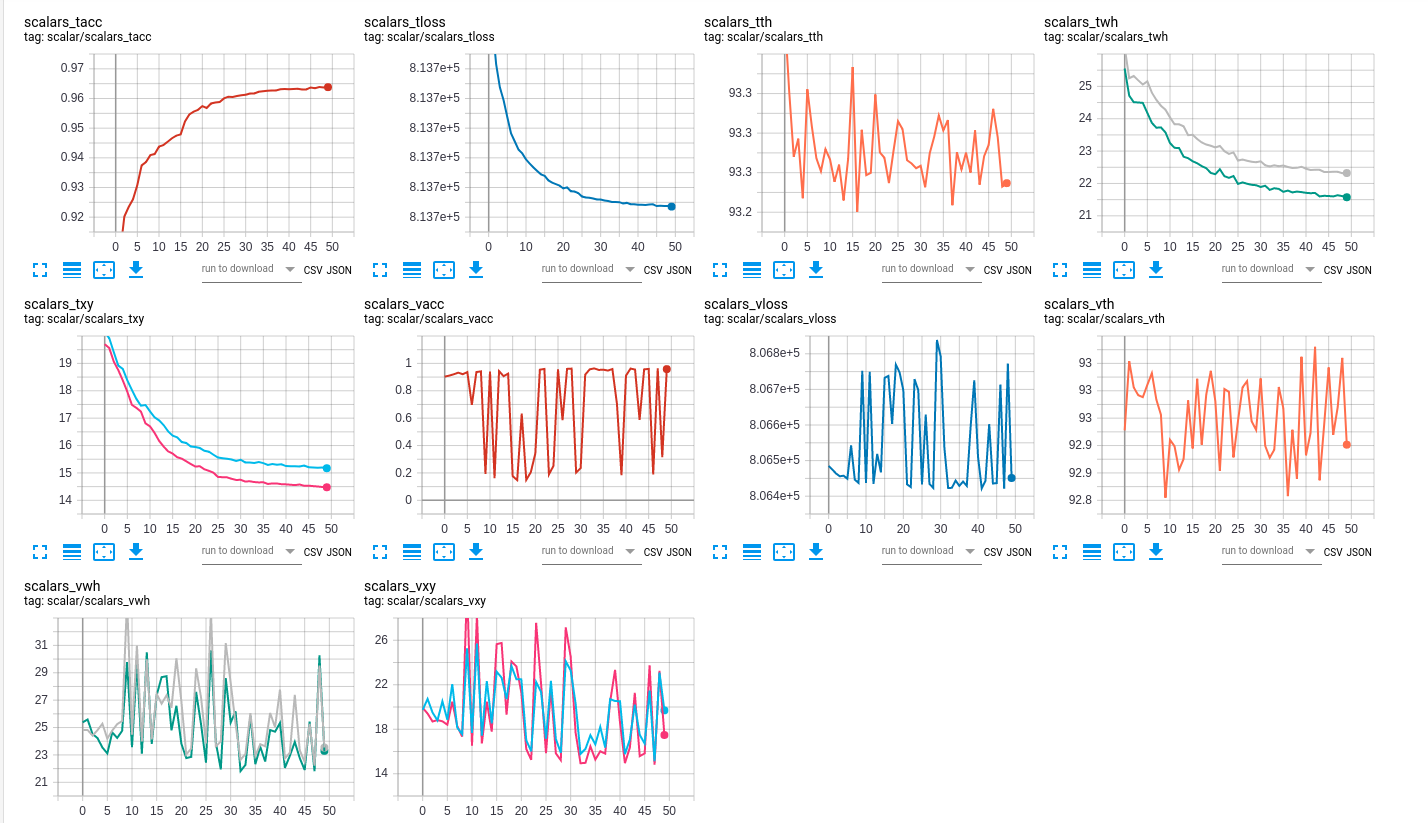 scalars_tacc
tag: scalar/scalars_tacc
0.97
0.96
0.95
0.94
0.93
0.92
0 5 10 15 20 25 30 35 40 45 50
run to download
CSV JSON
scalars_tloss
tag: scalar/scalars_tloss
8.137e+5
8.137e+5
8.137e+5
8.137e+5
8.137e+5
8.137e+5
0 10 20 30 40 50
run to download
CSV JSON
scalars_tth
tag: scalar/scalars_tth
93.3
93.3
93.3
93.2
0 5 10 15 20 25 30 35 40 45 50
run to download
CSV JSON
scalars_twh
tag: scalar/scalars_twh
25
24
23
22
21
0 5 10 15 20 25 30 35 40 45 50
run to download
CSV JSON
scalars_txy
tag: scalar/scalars_txy
19
18
17
16
15
14
0 5 10 15 20 25 30 35 40 45 50
run to download
CSV JSON
scalars_vacc
tag: scalar/scalars_vacc
1
0.8
0.6
0.4
0.2
0
0 5 10 15 20 25 30 35 40 45 50
run to download
CSV JSON
scalars_vloss
tag: scalar/scalars_vloss
8.068e+5
8.067e+5
8.066e+5
8.065e+5
8.064e+5
0 10 20 30 40 50
run to download
CSV JSON
scalars_vth
tag: scalar/scalars_vth
93
93
93
92.9
92.9
92.8
0 5 10 15 20 25 30 35 40 45 50
run to download
CSV JSON
scalars_vwh
tag: scalar/scalars_vwh
31
29
27
25
23
21
0 5 10 15 20 25 30 35 40 45 50
scalars_vxy
tag: scalar/scalars_vxy
26
22
18
14
0 5 10 15 20 25 30 35 40 45 50